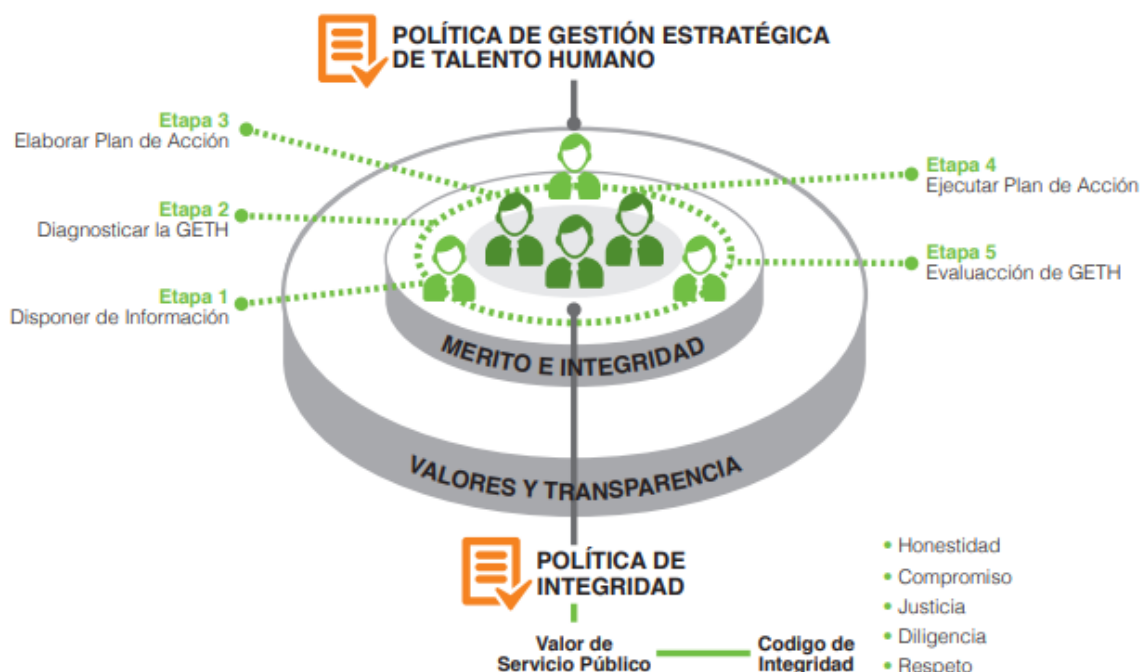 POLÍTICA DE GESTIÓN ESTRATÉGICA
DE TALENTO HUMANO
Etapa 3
Elaborar Plan de Acción
Etapa 2
Diagnosticar la GETH
Etapa 1
Disponer de Información
Etapa 4
Ejecutar Plan de Acción
Etapa 5
Evaluacción de GETH
MERITO E INTEGRIDAD
VALORES Y TRANSPARENCIA
POLÍTICA DE
INTEGRIDAD
Valor de
Servicio Público
Codigo de
Integridad
• Honestidad
• Compromiso
• Justicia
• Diligencia
• Respeto